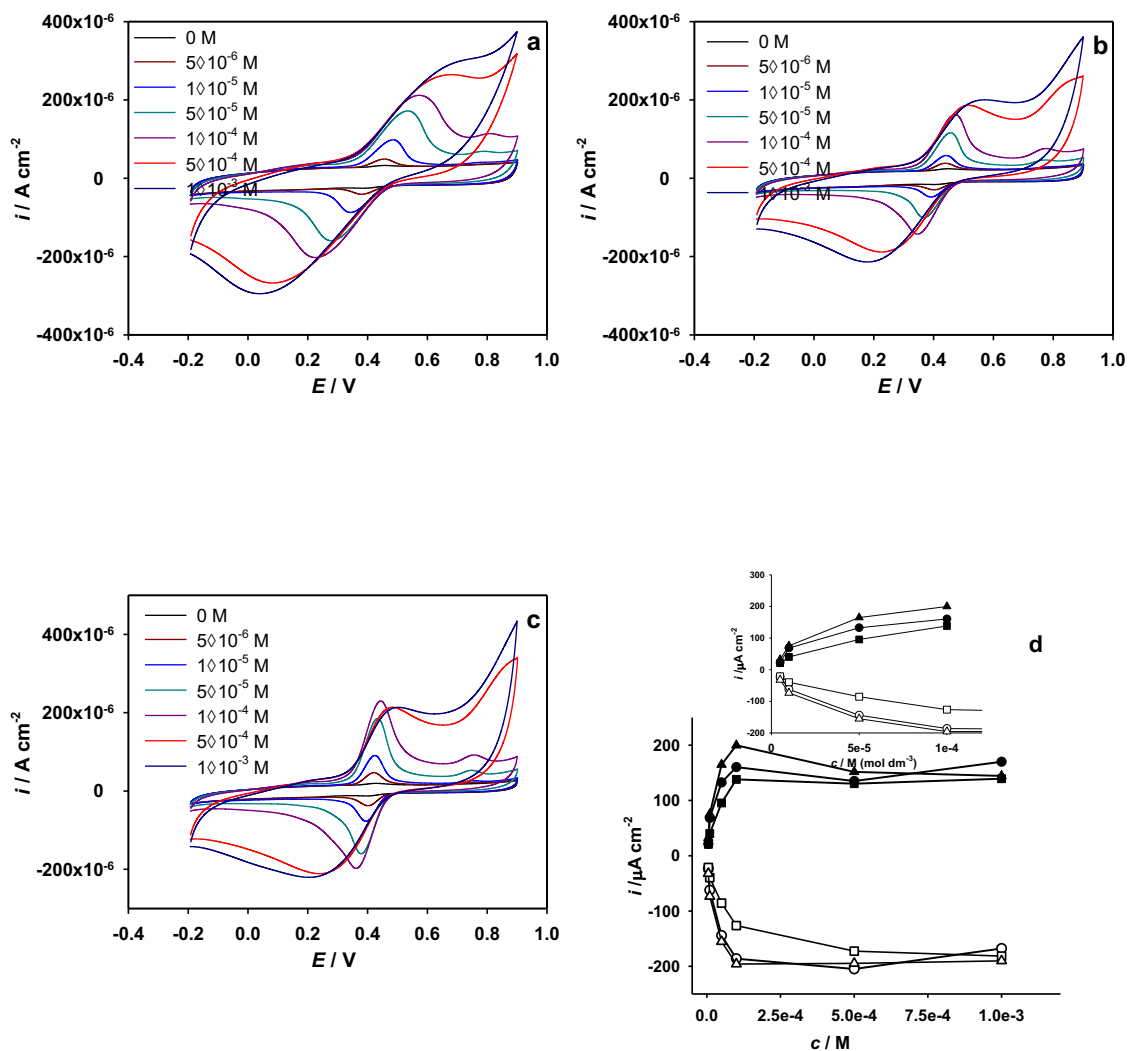 a
400x10⁻⁶
200x10⁻⁶
0
-200x10⁻⁶
-400x10⁻⁶
i / A cm⁻²
0 M
5◊10⁻⁶ M
1◊10⁻⁵ M
5◊10⁻⁵ M
1◊10⁻⁴ M
5◊10⁻⁴ M
1◊10⁻³ M
-0.4 -0.2 0.0 0.2 0.4 0.6 0.8 1.0
E / V
b
400x10⁻⁶
200x10⁻⁶
0
-200x10⁻⁶
-400x10⁻⁶
i / A cm⁻²
0 M
5◊10⁻⁶ M
1◊10⁻⁵ M
5◊10⁻⁵ M
1◊10⁻⁴ M
5◊10⁻⁴ M
1◊10⁻³ M
-0.4 -0.2 0.0 0.2 0.4 0.6 0.8 1.0
E / V
c
400x10⁻⁶
200x10⁻⁶
0
-200x10⁻⁶
i / A cm⁻²
0 M
5◊10⁻⁶ M
1◊10⁻⁵ M
5◊10⁻⁵ M
1◊10⁻⁴ M
5◊10⁻⁴ M
1◊10⁻³ M
-0.4 -0.2 0.0 0.2 0.4 0.6 0.8 1.0
E / V
d
300
200
100
0
-100
-200
i /µA cm⁻²
0 5e-5 1e-4
c / M (mol dm⁻³)
200
100
0
-100
-200
i /µA cm⁻²
0.0 2.5e-4 5.0e-4 7.5e-4 1.0e-3
c / M